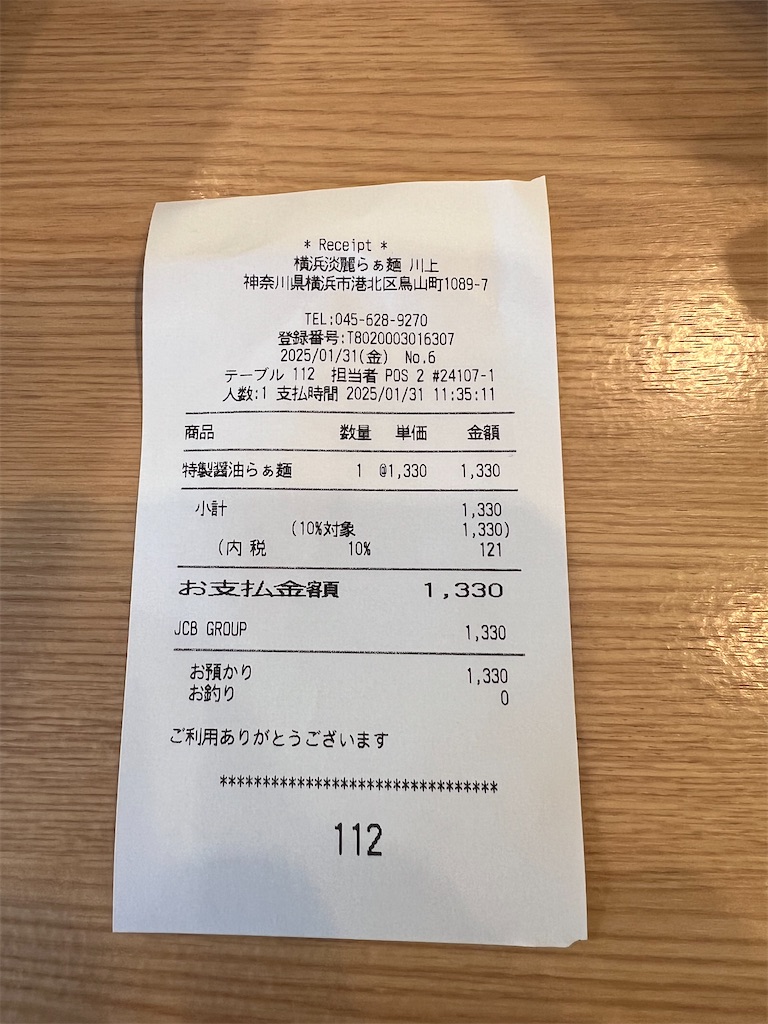 * Receipt *
横浜淡麗らぁ麺 川上
神奈川県横浜市港北区鳥山町1089-7
TEL:045-628-9270
登録番号:T8020003016307
2025/01/31(金) No.6
テーブル 112 担当者 POS 2 #24107-1
人数:1 支払時間 2025/01/31 11:35:11
商品 数量 単価 金額
特製醤油らぁ麺 1 @1,330 1,330
小計 1,330
(10%対象 1,330)
(内 税 10% 121
お支払金額 1,330
JCB GROUP 1,330
お預かり 1,330
お釣り 0
ご利用ありがとうございます
********************************
112